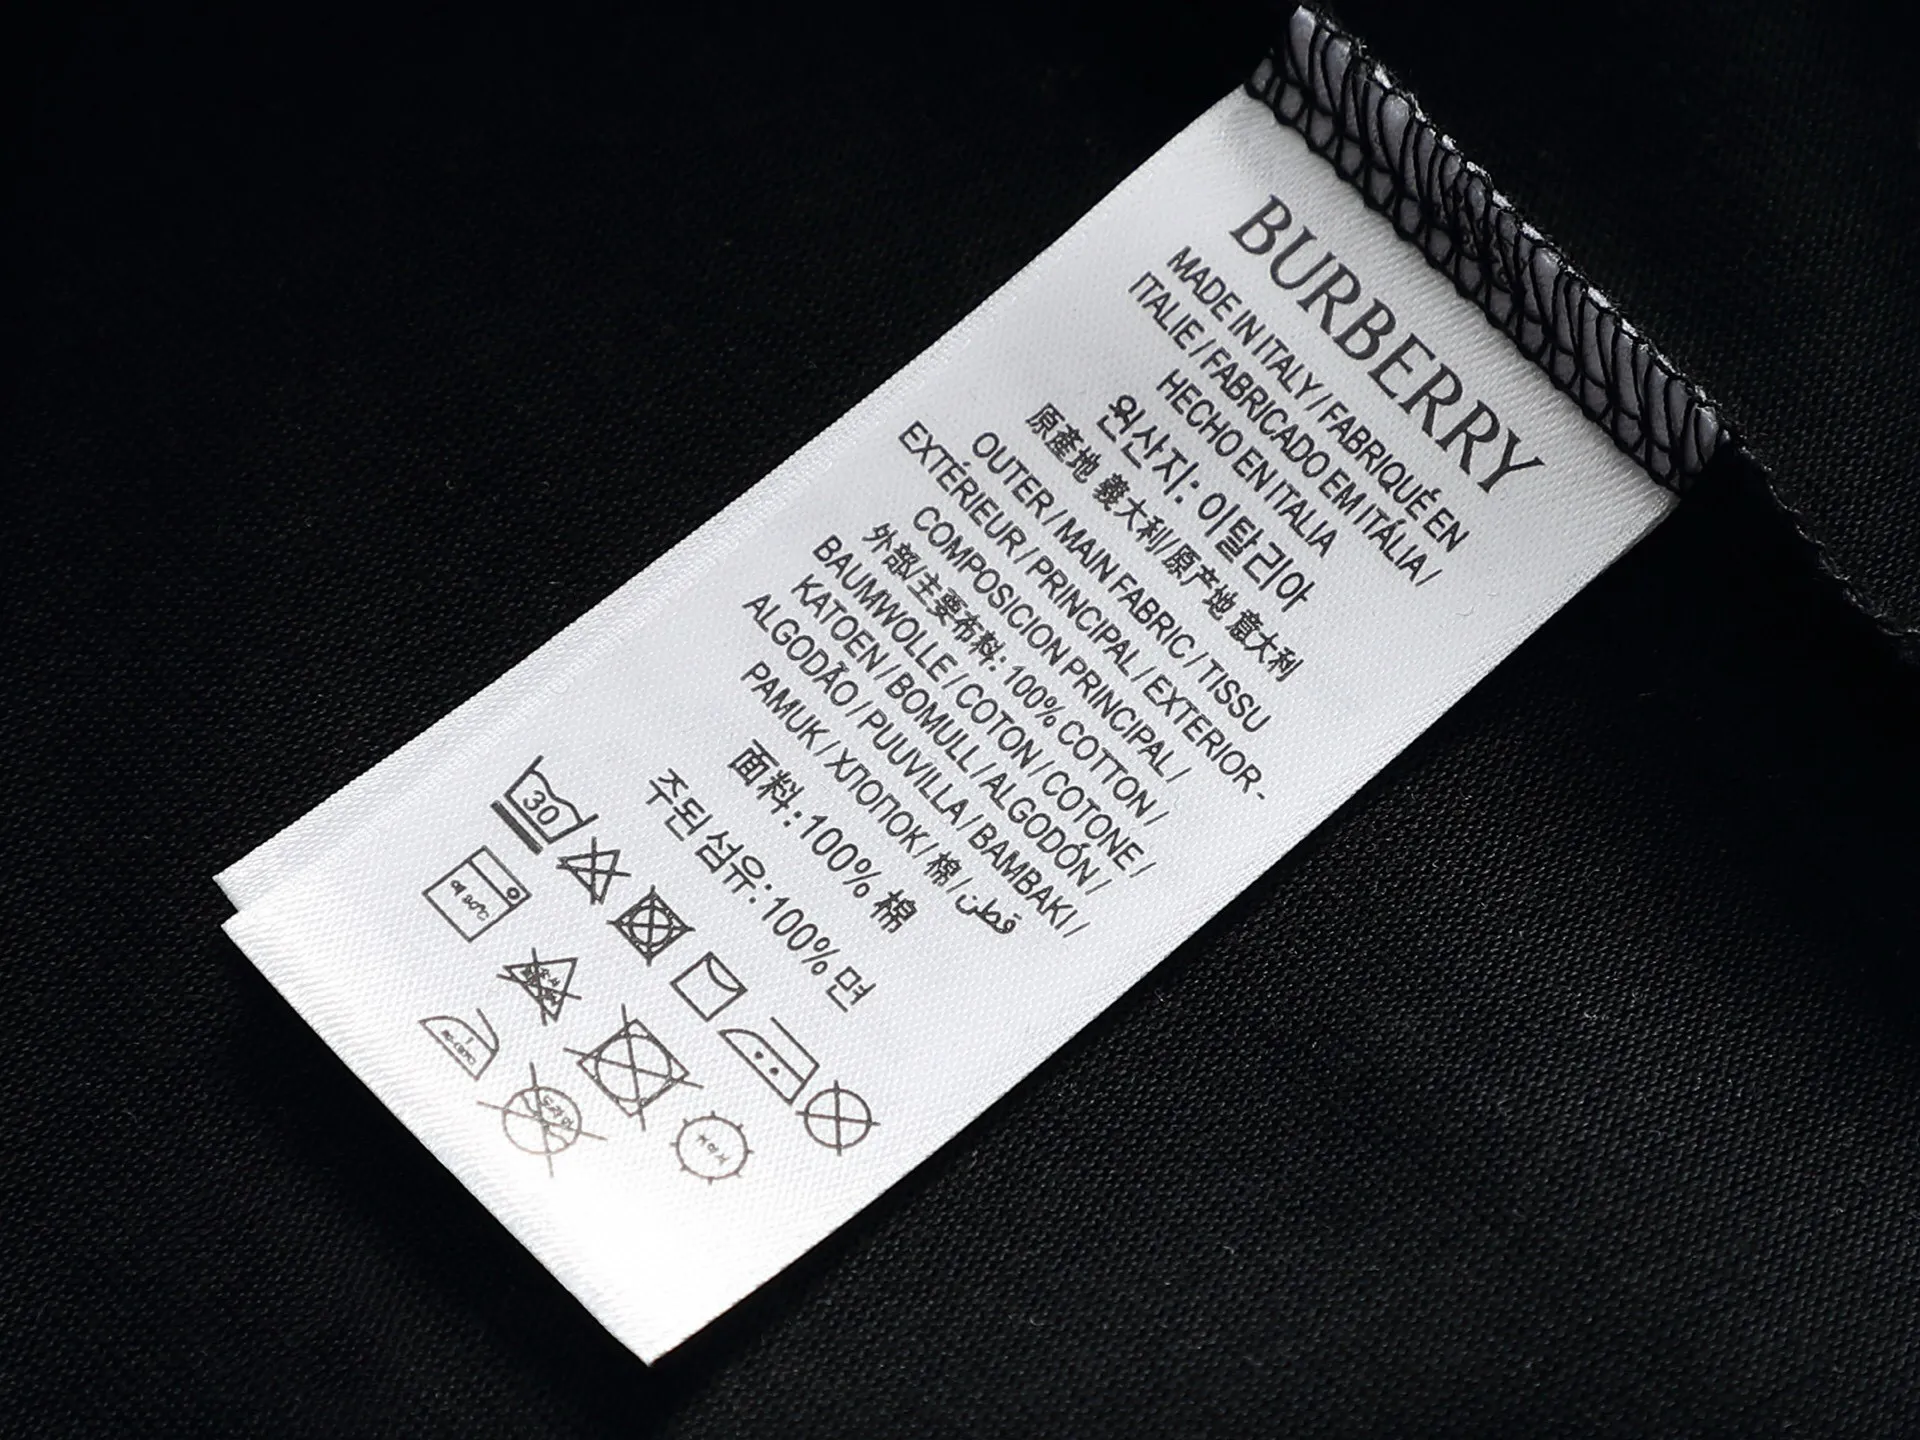 BURBERRY
MADE IN ITALY / FABRIQUÉ EN
ITALIE / FABRICADO EM ITÁLIA /
HECHO EN ITALIA
원산지: 이탈리아
原產地 義大利/原产地 意大利
OUTER / MAIN FABRIC / TISSU
EXTÉRIEUR / PRINCIPAL / EXTERIOR -
COMPOSICION PRINCIPAL /
外部/主要布料: 100% COTTON /
BAUMWOLLE / COTON / COTONE /
KATOEN / BOMULL / ALGODÓN /
ALGODÃO / PUUVILLA / BAMBAKI /
PAMUK / ХЛОПОК / 棉 / قطن
面料: 100% 棉
주된섬유: 100% 면
30